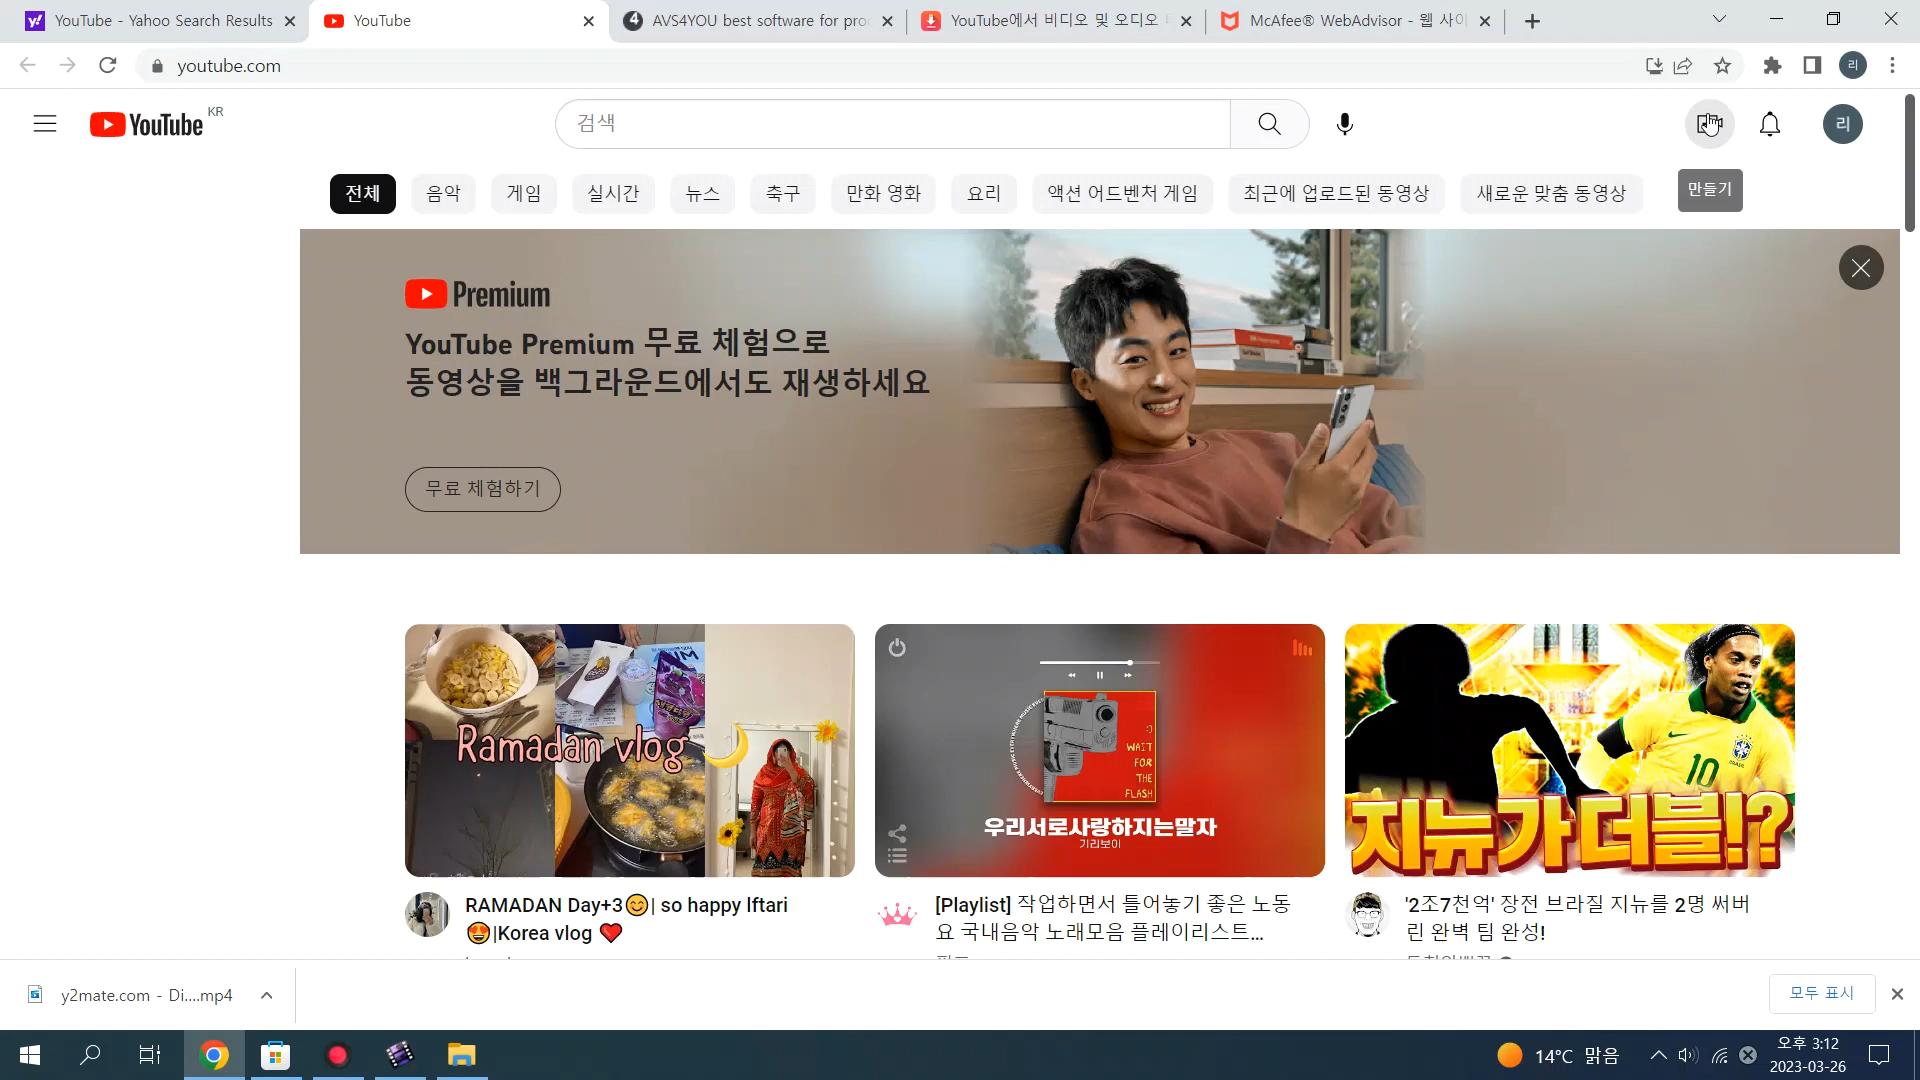 YouTube - Yahoo Search Results
YouTube
AVS4YOU best software for pro
YouTube에서 비디오 및 오디오
McAfee® WebAdvisor - 웹 사이
youtube.com
리
YouTube KR
검색
리
전체
음악
게임
실시간
뉴스
축구
만화 영화
요리
액션 어드벤처 게임
최근에 업로드된 동영상
새로운 맞춤 동영상
만들기
Premium
YouTube Premium 무료 체험으로
동영상을 백그라운드에서도 재생하세요
무료 체험하기
Ramadan vlog
:)
WAIT
FOR
THE
FLASH
우리서로사랑하지는말자
기리보이
10
BRASIL
지뉴가 더블!?
RAMADAN Day+3😊| so happy Iftari
😍|Korea vlog ❤️
[Playlist] 작업하면서 틀어놓기 좋은 노동
요 국내음악 노래모음 플레이리스트...
'2조7천억' 장전 브라질 지뉴를 2명 써버
린 완벽 팀 완성!
y2mate.com - Di....mp4
모두 표시
14°C 맑음
오후 3:12
2023-03-26